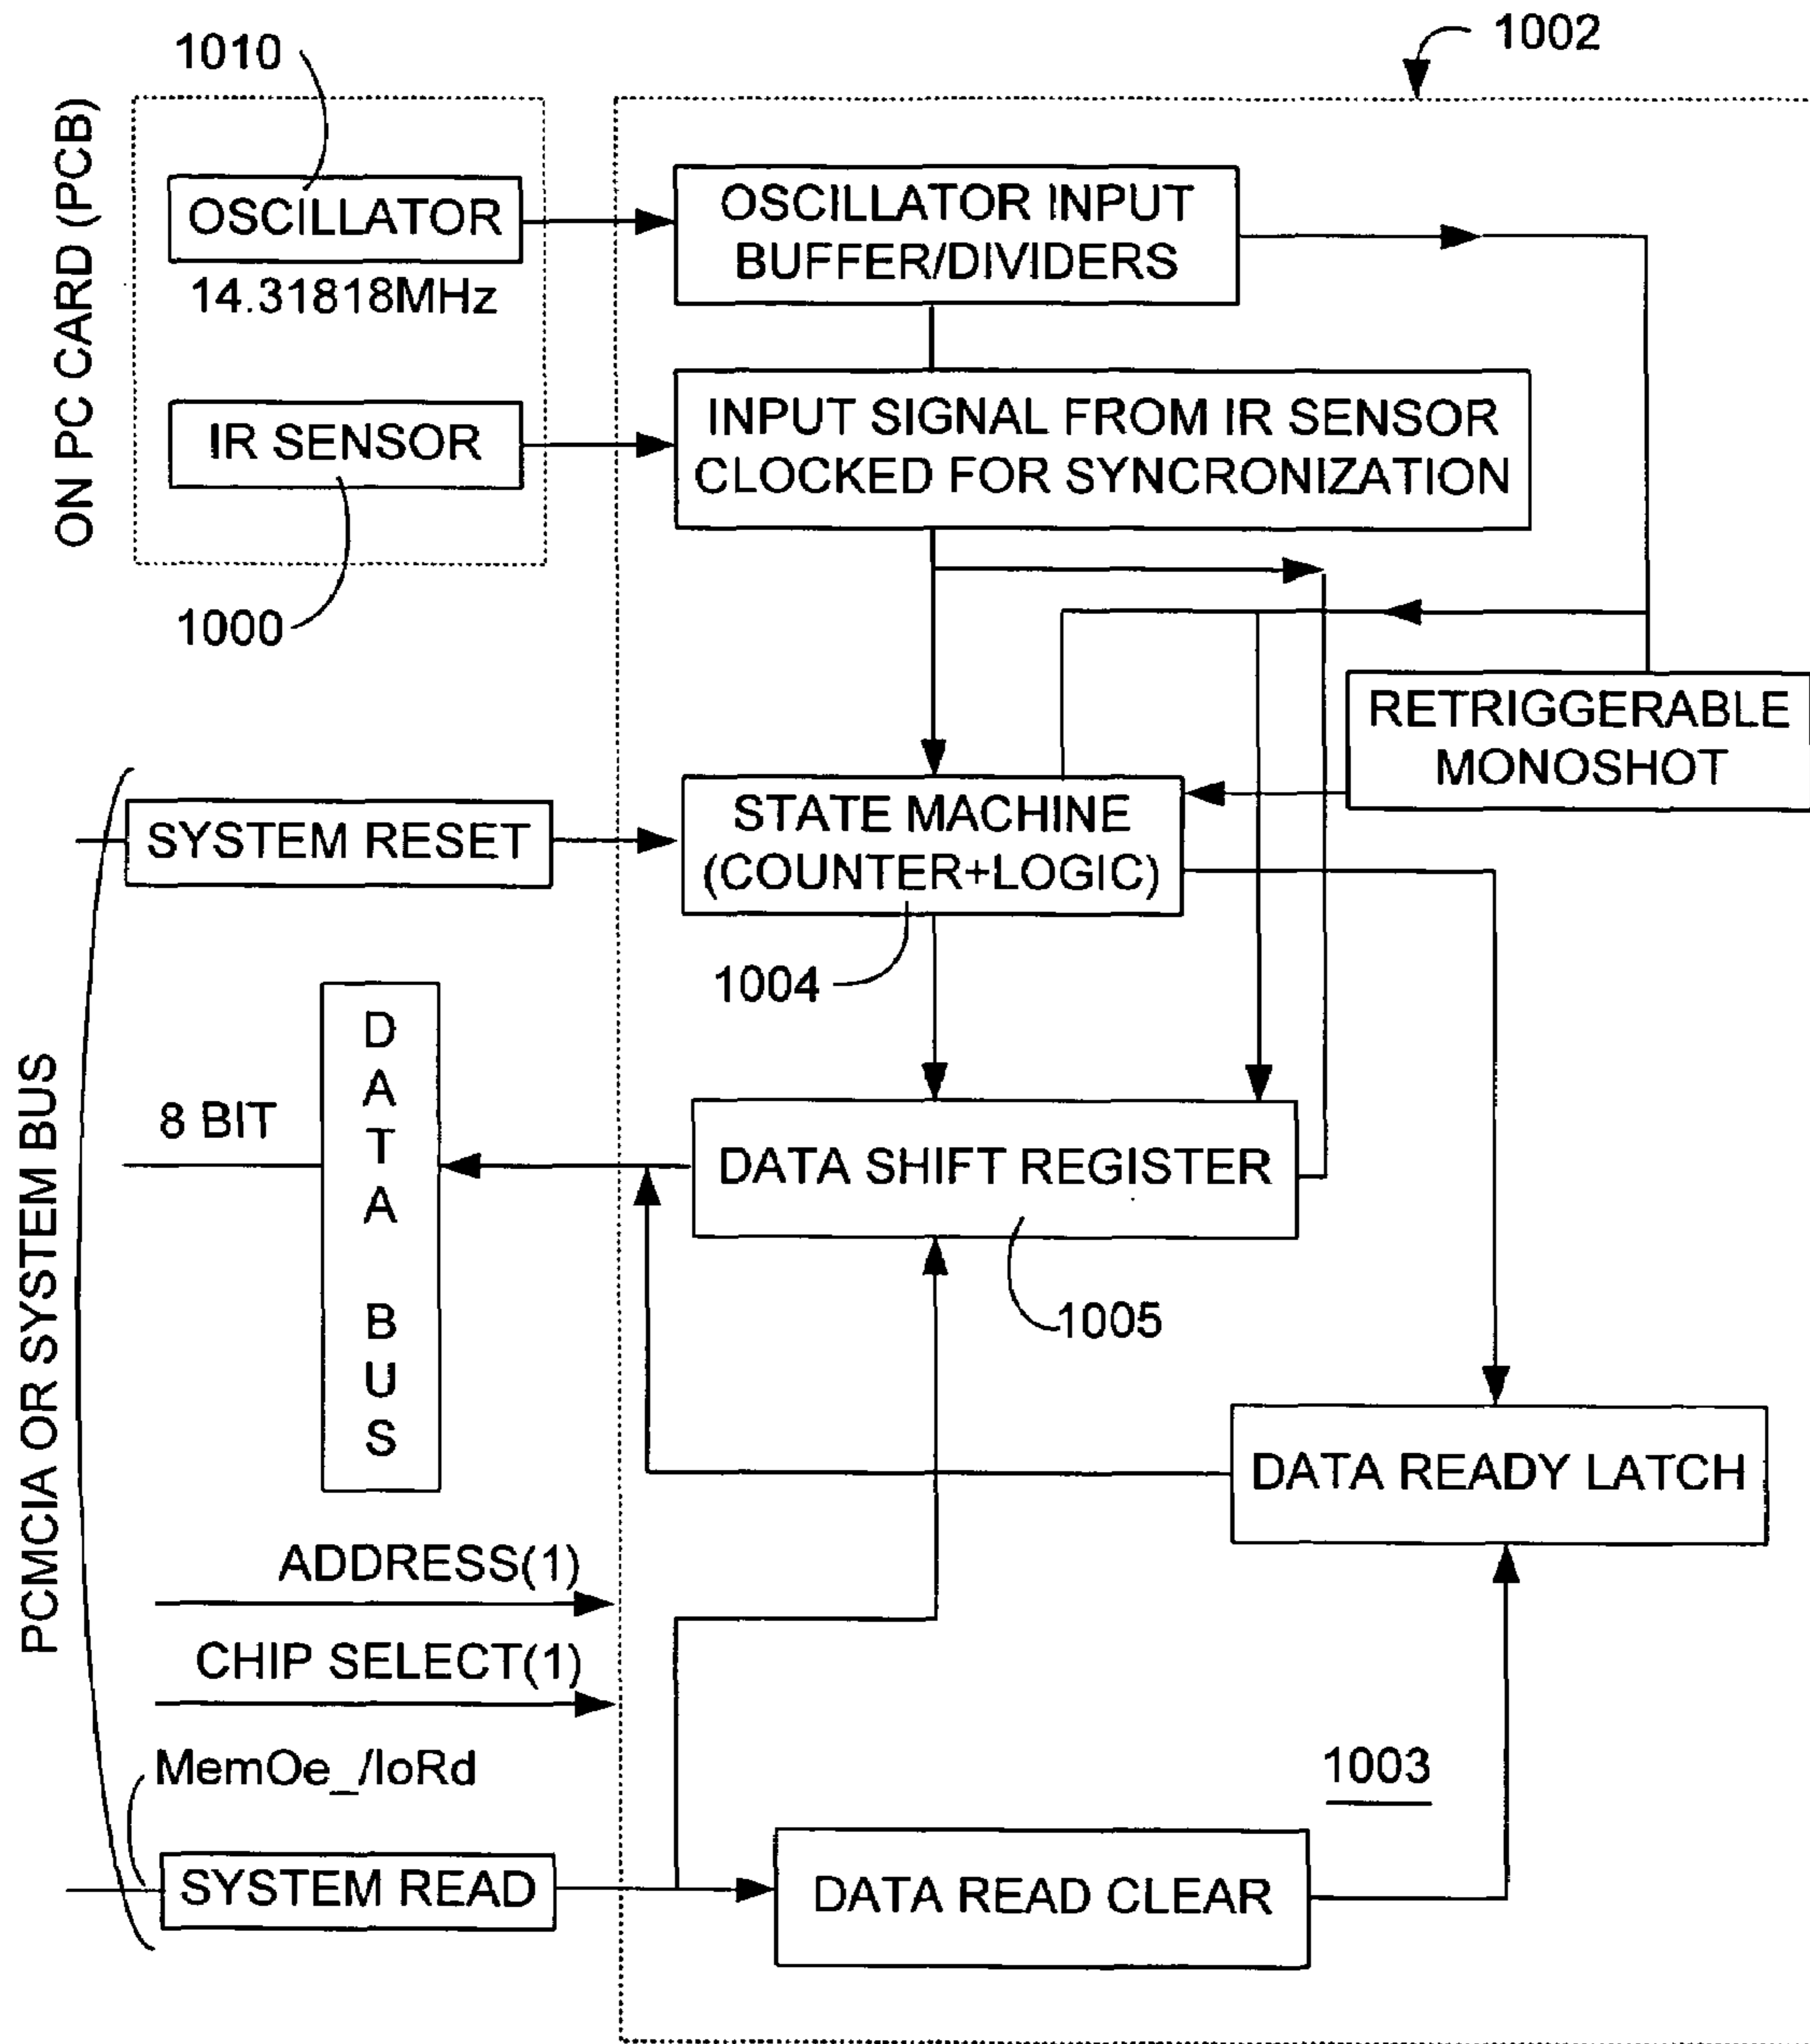 1002
1010
ON PC CARD (PCB)
OSCILLATOR
14.31818MHz
OSCILLATOR INPUT
BUFFER/DIVIDERS
IR SENSOR
INPUT SIGNAL FROM IR SENSOR
CLOCKED FOR SYNCRONIZATION
1000
RETRIGGERABLE
MONOSHOT
SYSTEM RESET
STATE MACHINE
(COUNTER+LOGIC)
1004
PCMCIA OR SYSTEM BUS
8 BIT
DATA BUS
DATA SHIFT REGISTER
1005
DATA READY LATCH
ADDRESS(1)
CHIP SELECT(1)
MemOe_/IoRd
1003
SYSTEM READ
DATA READ CLEAR